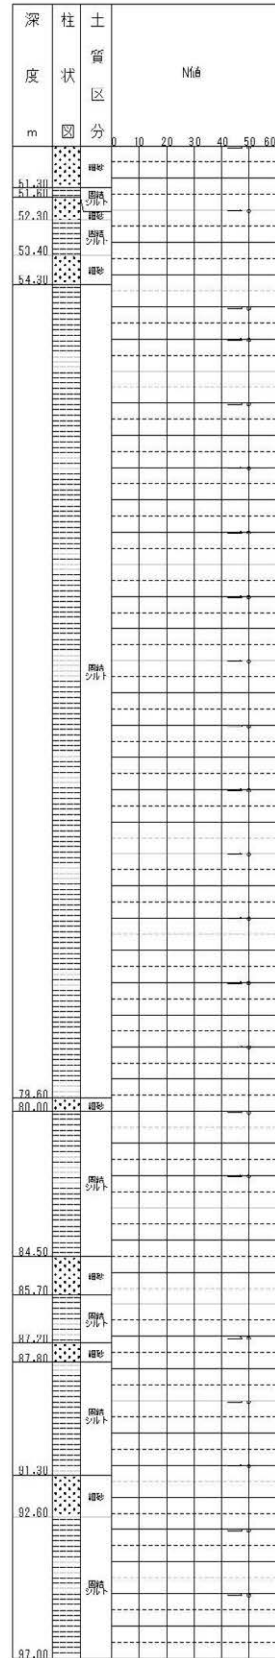 深度 m
柱状図
土質区分
N値
0 10 20 30 40 50 60
細砂
51.30
固結シルト
51.60
細砂
52.30
固結シルト
53.40
細砂
54.30
固結シルト
79.60
細砂
80.00
固結シルト
84.50
細砂
85.70
固結シルト
87.20
細砂
87.80
固結シルト
91.30
細砂
92.60
固結シルト
97.00